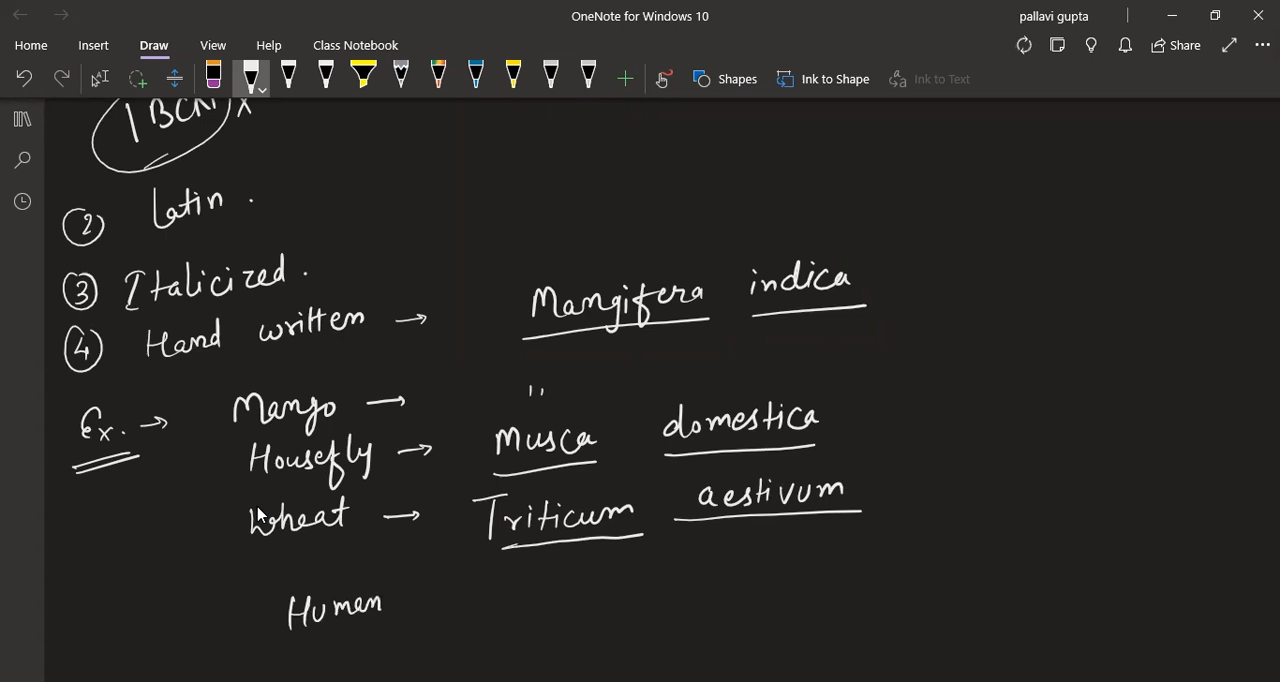 OneNote for Windows 10
pallavi gupta
Home Insert Draw View Help Class Notebook
Share
Shapes Ink to Shape Ink to Text
② Latin .
③ Italicized .
④ Hand written → Mangifera indica
Ex. → Mango → "
Housefly → Musca domestica
Wheat → Triticum aestivum
Human